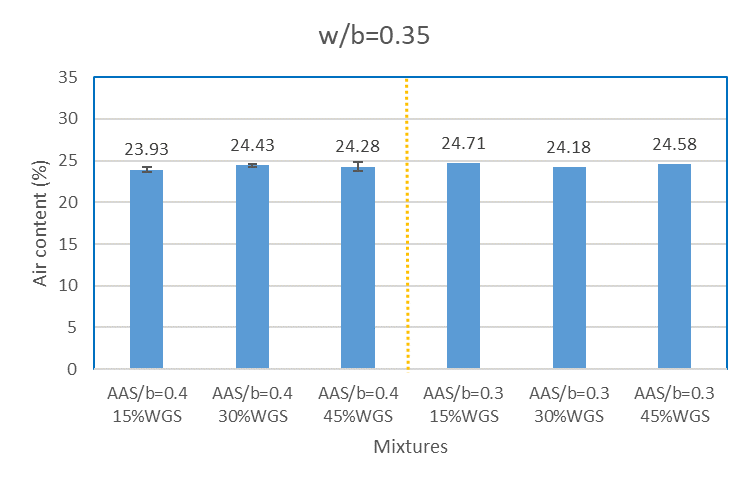 w/b=0.35
Air content (%)
35
30
25
20
15
10
5
0
23.93
24.43
24.28
24.71
24.18
24.58
AAS/b=0.4
15%WGS
AAS/b=0.4
30%WGS
AAS/b=0.4
45%WGS
AAS/b=0.3
15%WGS
AAS/b=0.3
30%WGS
AAS/b=0.3
45%WGS
Mixtures